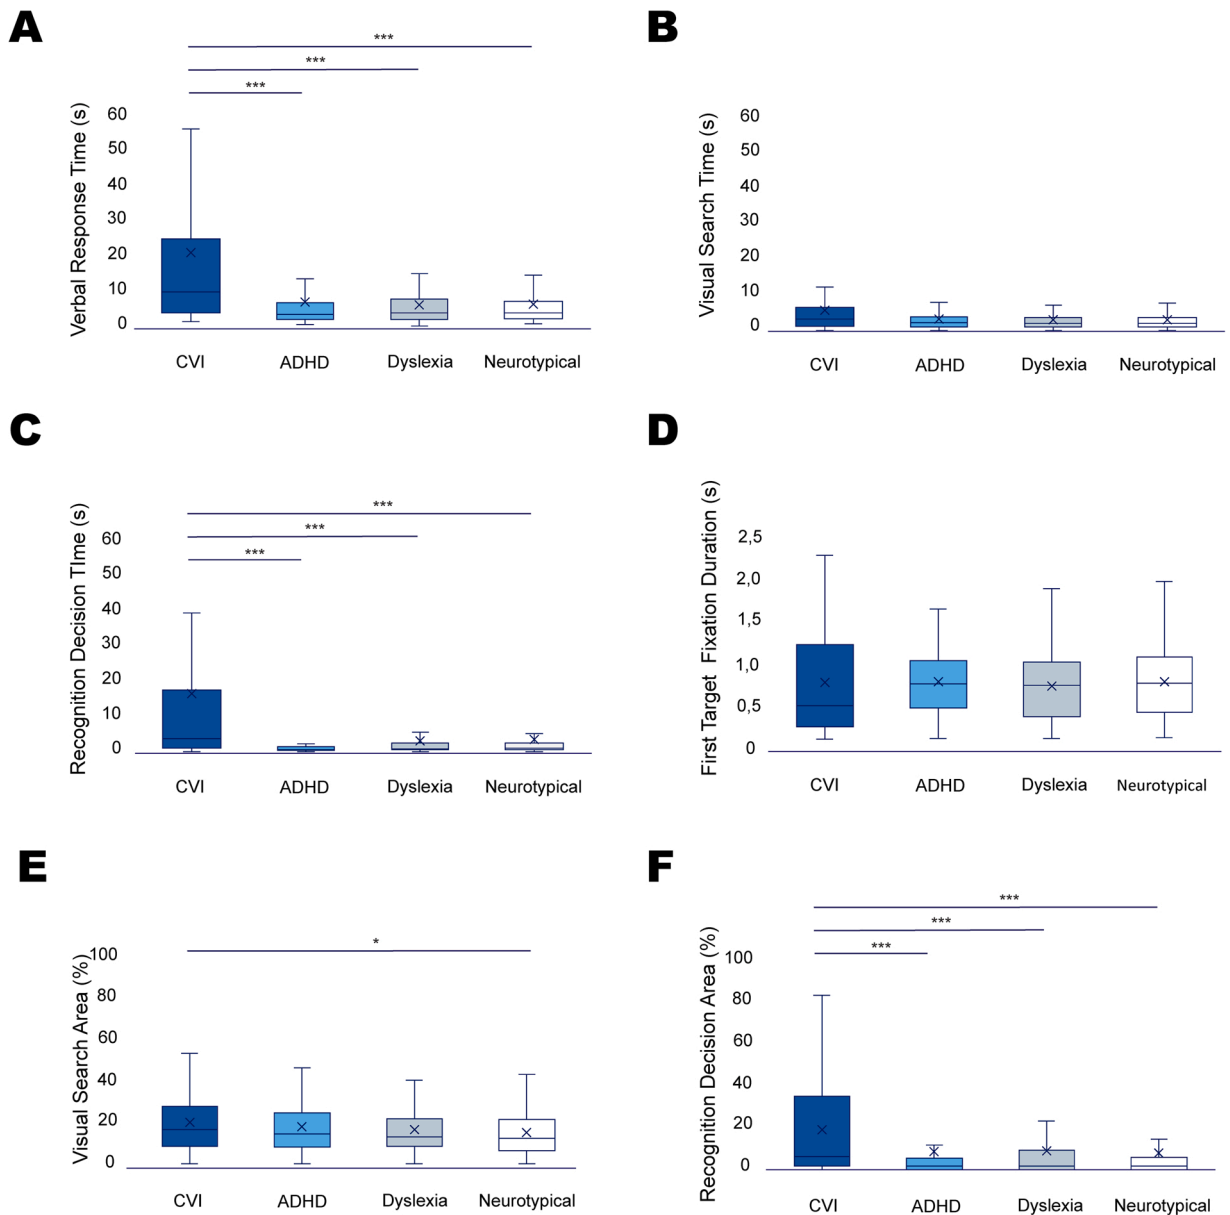 A
***
***
***
Verbal Response Time (s)
60
50
40
30
20
10
0
CVI
ADHD
Dyslexia
Neurotypical
B
Visual Search Time (s)
60
50
40
30
20
10
0
CVI
ADHD
Dyslexia
Neurotypical
C
***
***
***
Recognition Decision TIme (s)
60
50
40
30
20
10
0
CVI
ADHD
Dyslexia
Neurotypical
D
First Target Fixation Duration (s)
2,5
2,0
1,5
1,0
0,5
0
CVI
ADHD
Dyslexia
Neurotypical
E
*
Visual Search Area (%)
100
80
60
40
20
0
CVI
ADHD
Dyslexia
Neurotypical
F
***
***
***
Recognition Decision Area (%)
100
80
60
40
20
0
CVI
ADHD
Dyslexia
Neurotypical